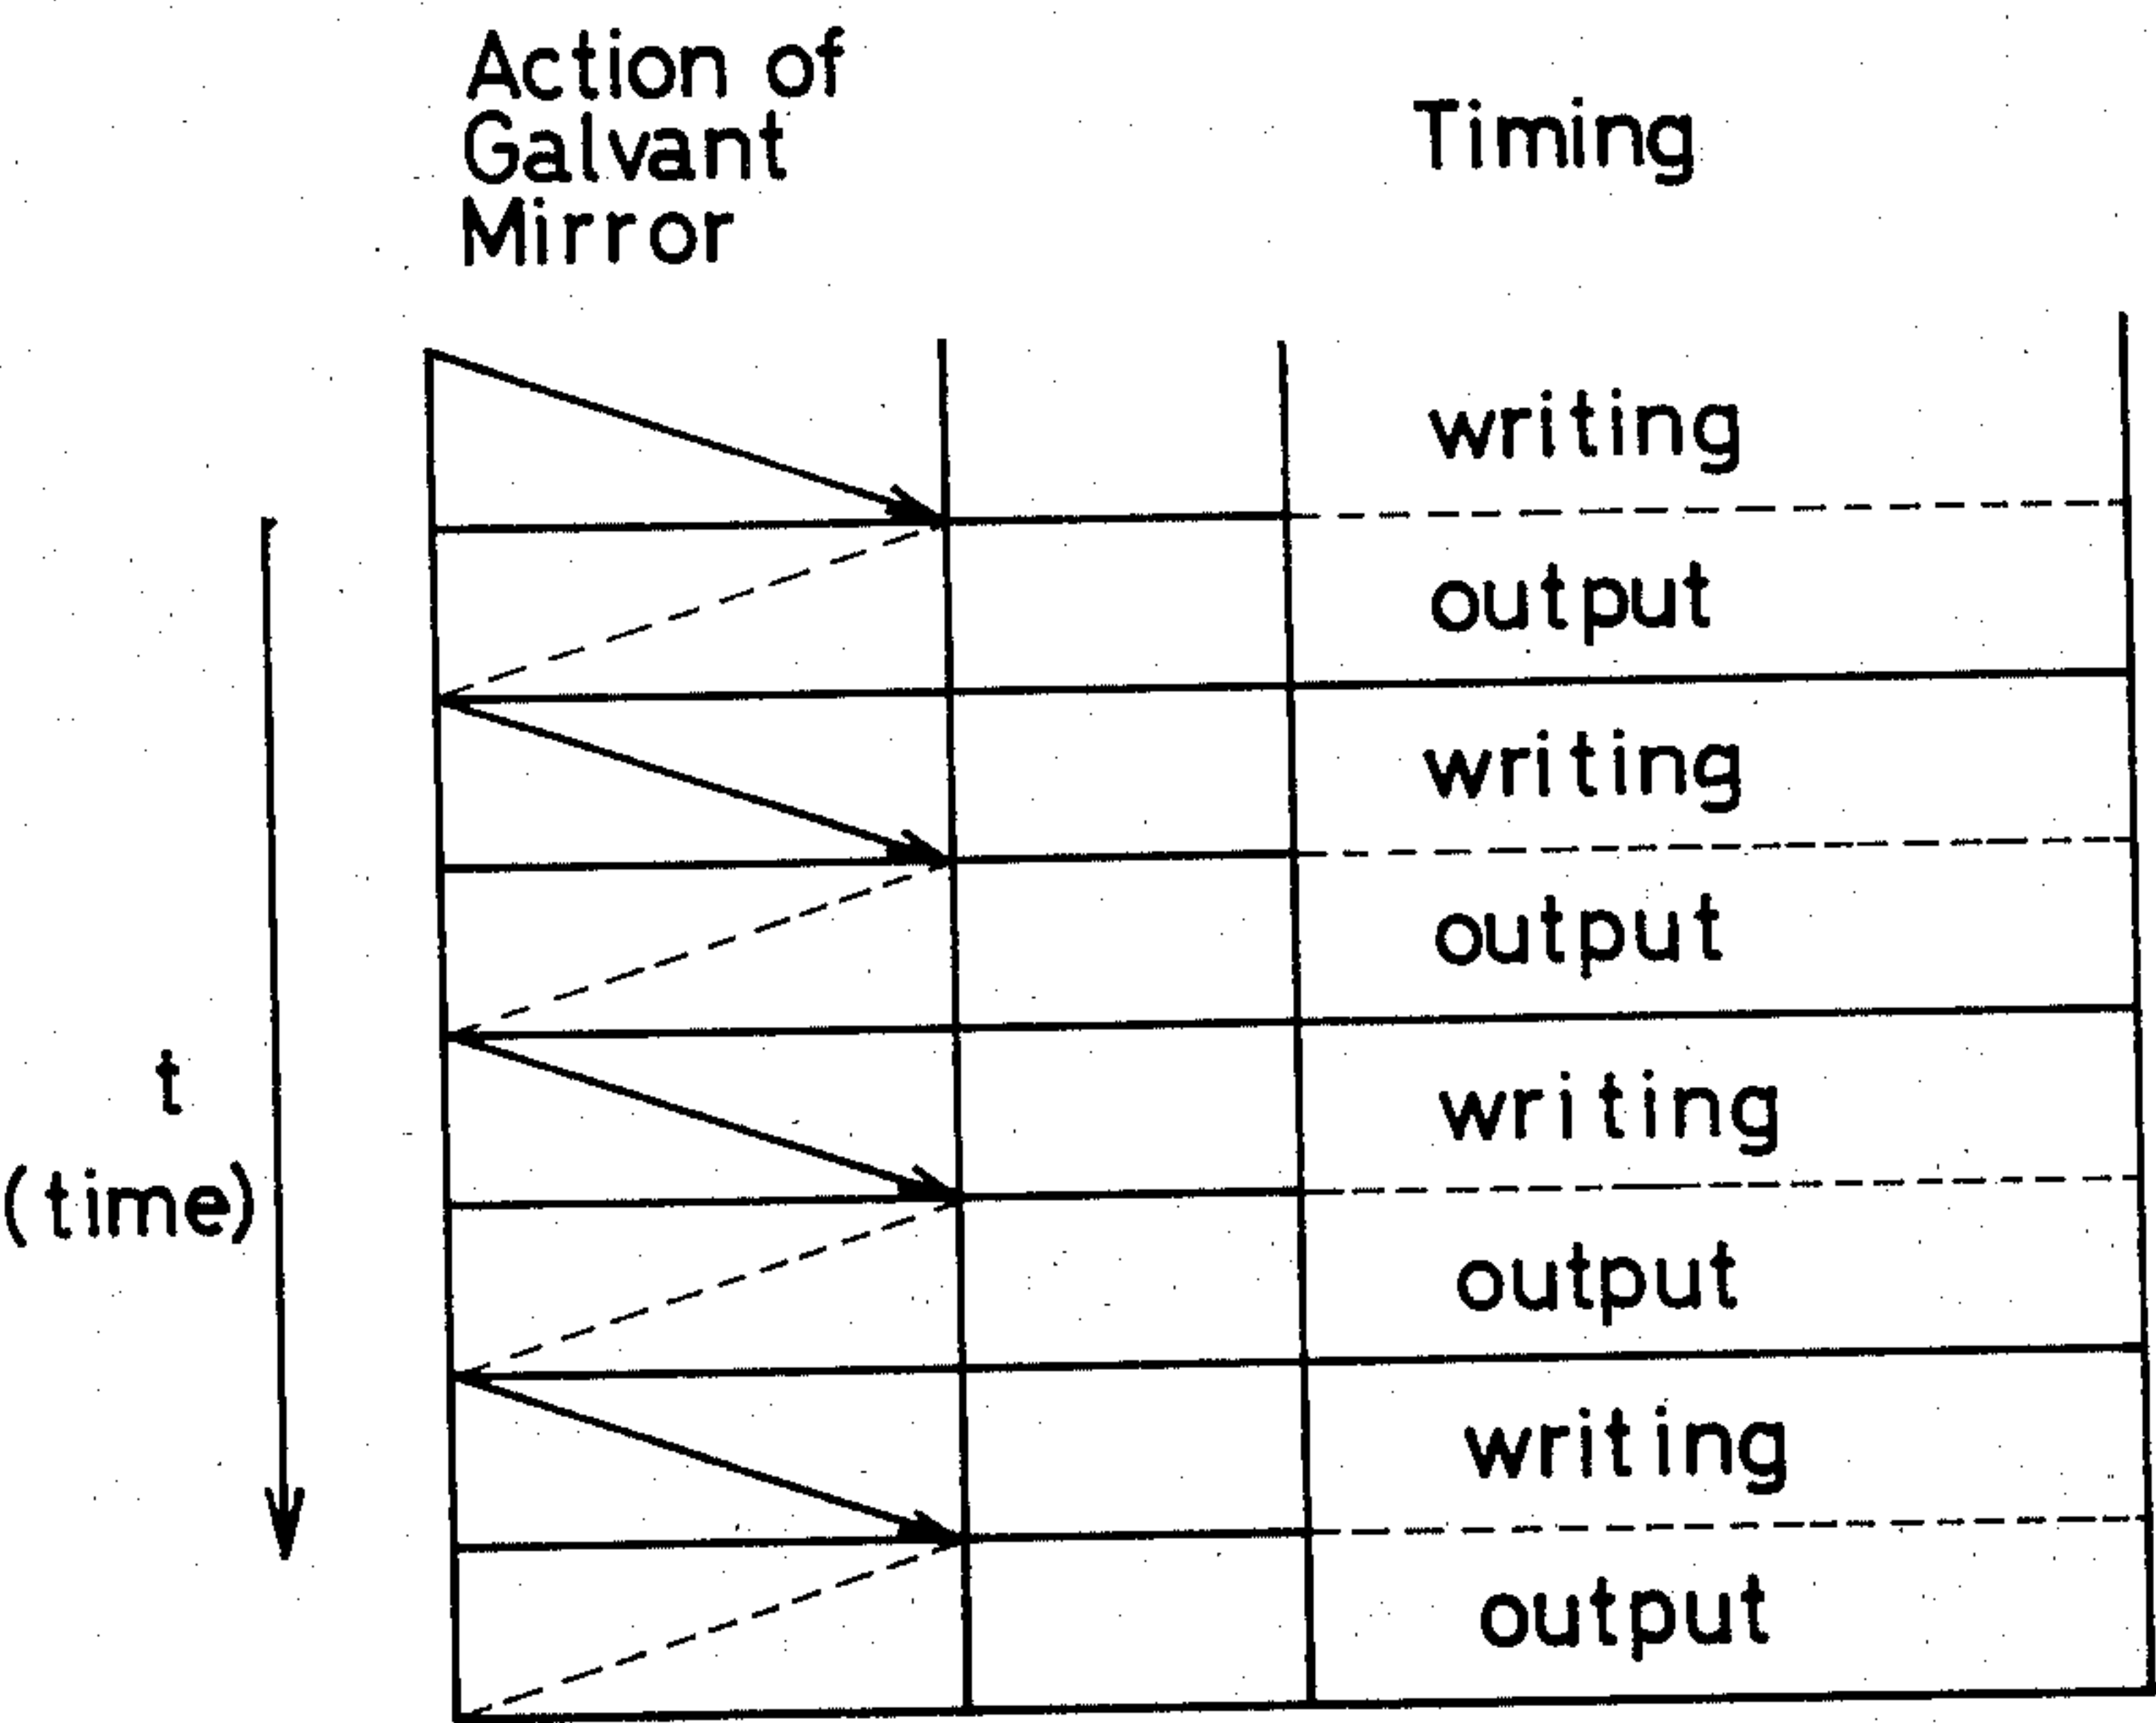 Action of
Galvant
Mirror
Timing
writing
output
writing
output
t
(time)
writing
output
writing
output